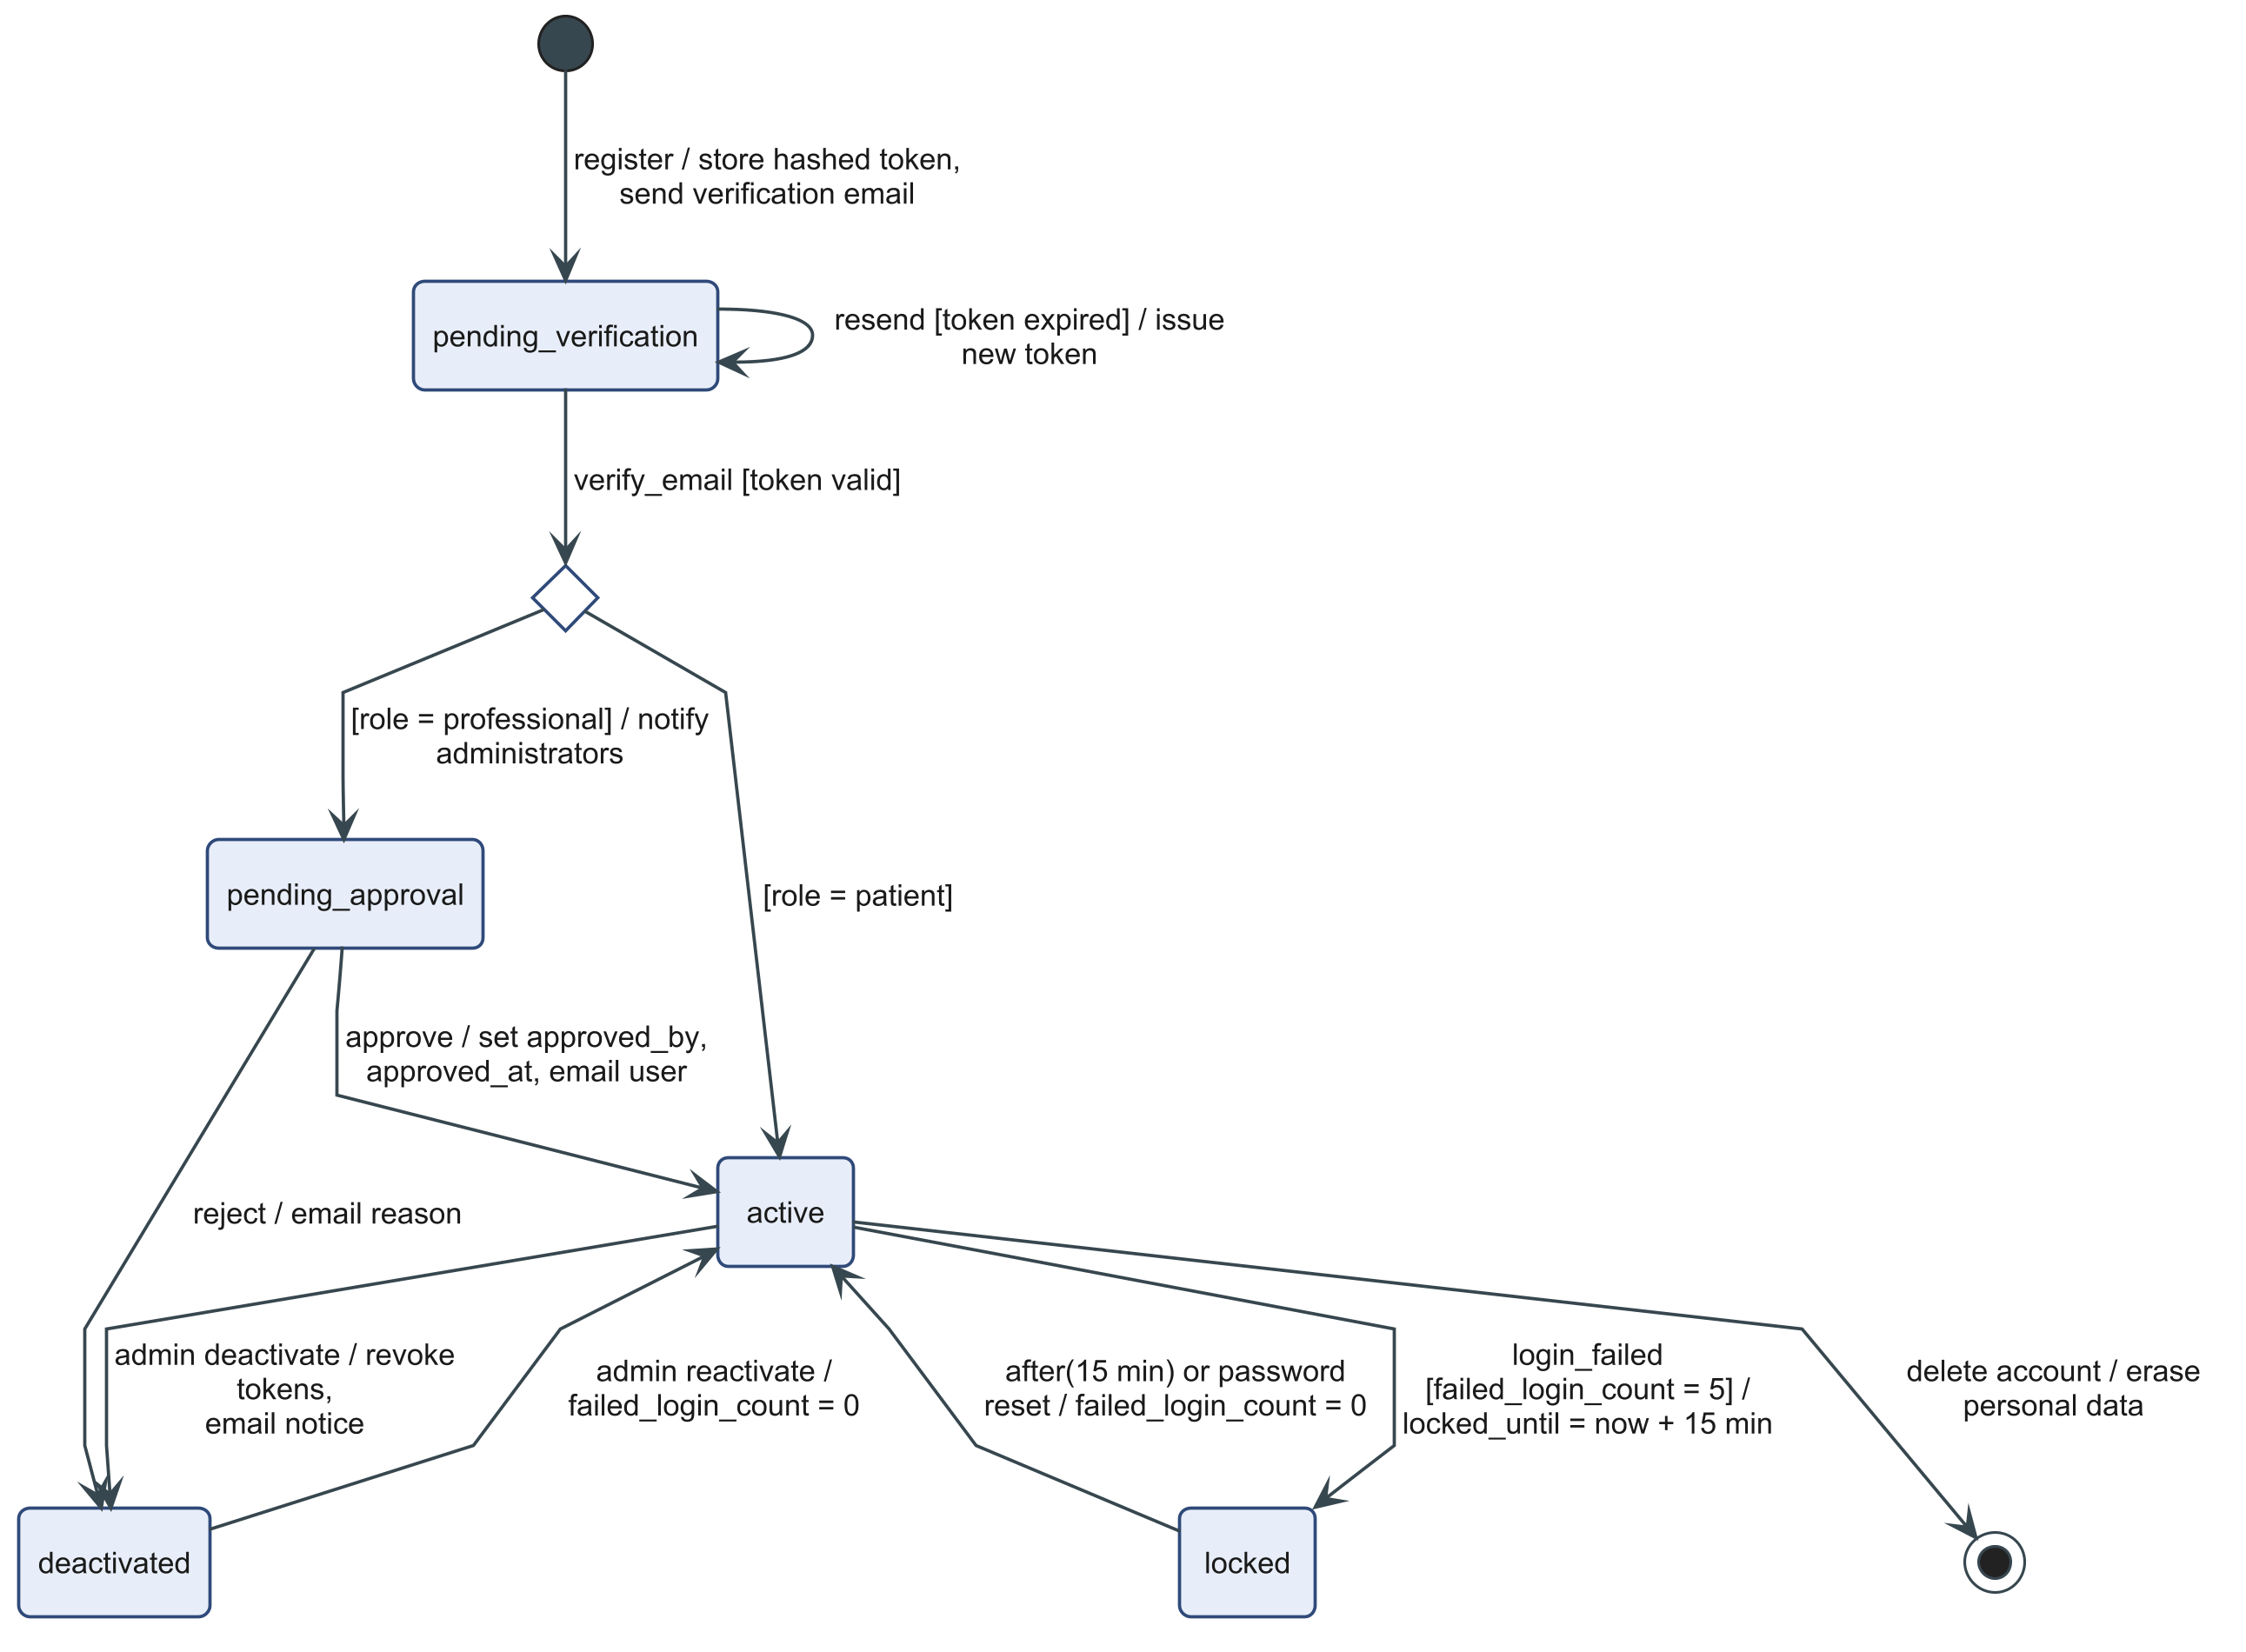 register / store hashed token,
send verification email
pending_verification
resend [token expired] / issue
new token
verify_email [token valid]
[role = professional] / notify
administrators
pending_approval
[role = patient]
approve / set approved_by,
approved_at, email user
reject / email reason
active
admin deactivate / revoke
tokens,
email notice
admin reactivate /
failed_login_count = 0
after(15 min) or password
reset / failed_login_count = 0
login_failed
[failed_login_count = 5] /
locked_until = now + 15 min
delete account / erase
personal data
deactivated
locked